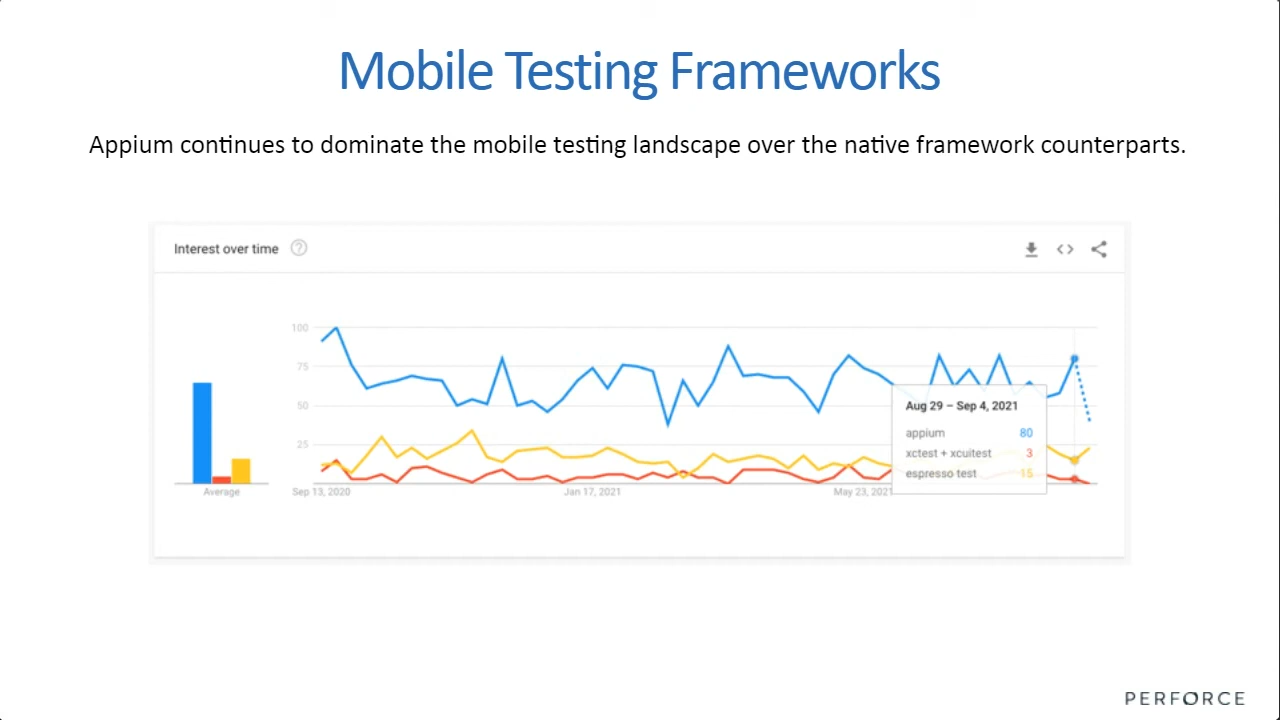 Mobile Testing Frameworks
Appium continues to dominate the mobile testing landscape over the native framework counterparts.
Interest over time ?
100
75
50
25
Average
Sep 13, 2020
Jan 17, 2021
May 23, 2021
Aug 29 – Sep 4, 2021
appium 80
xctest + xcuitest 3
espresso test 15
PERFORCE